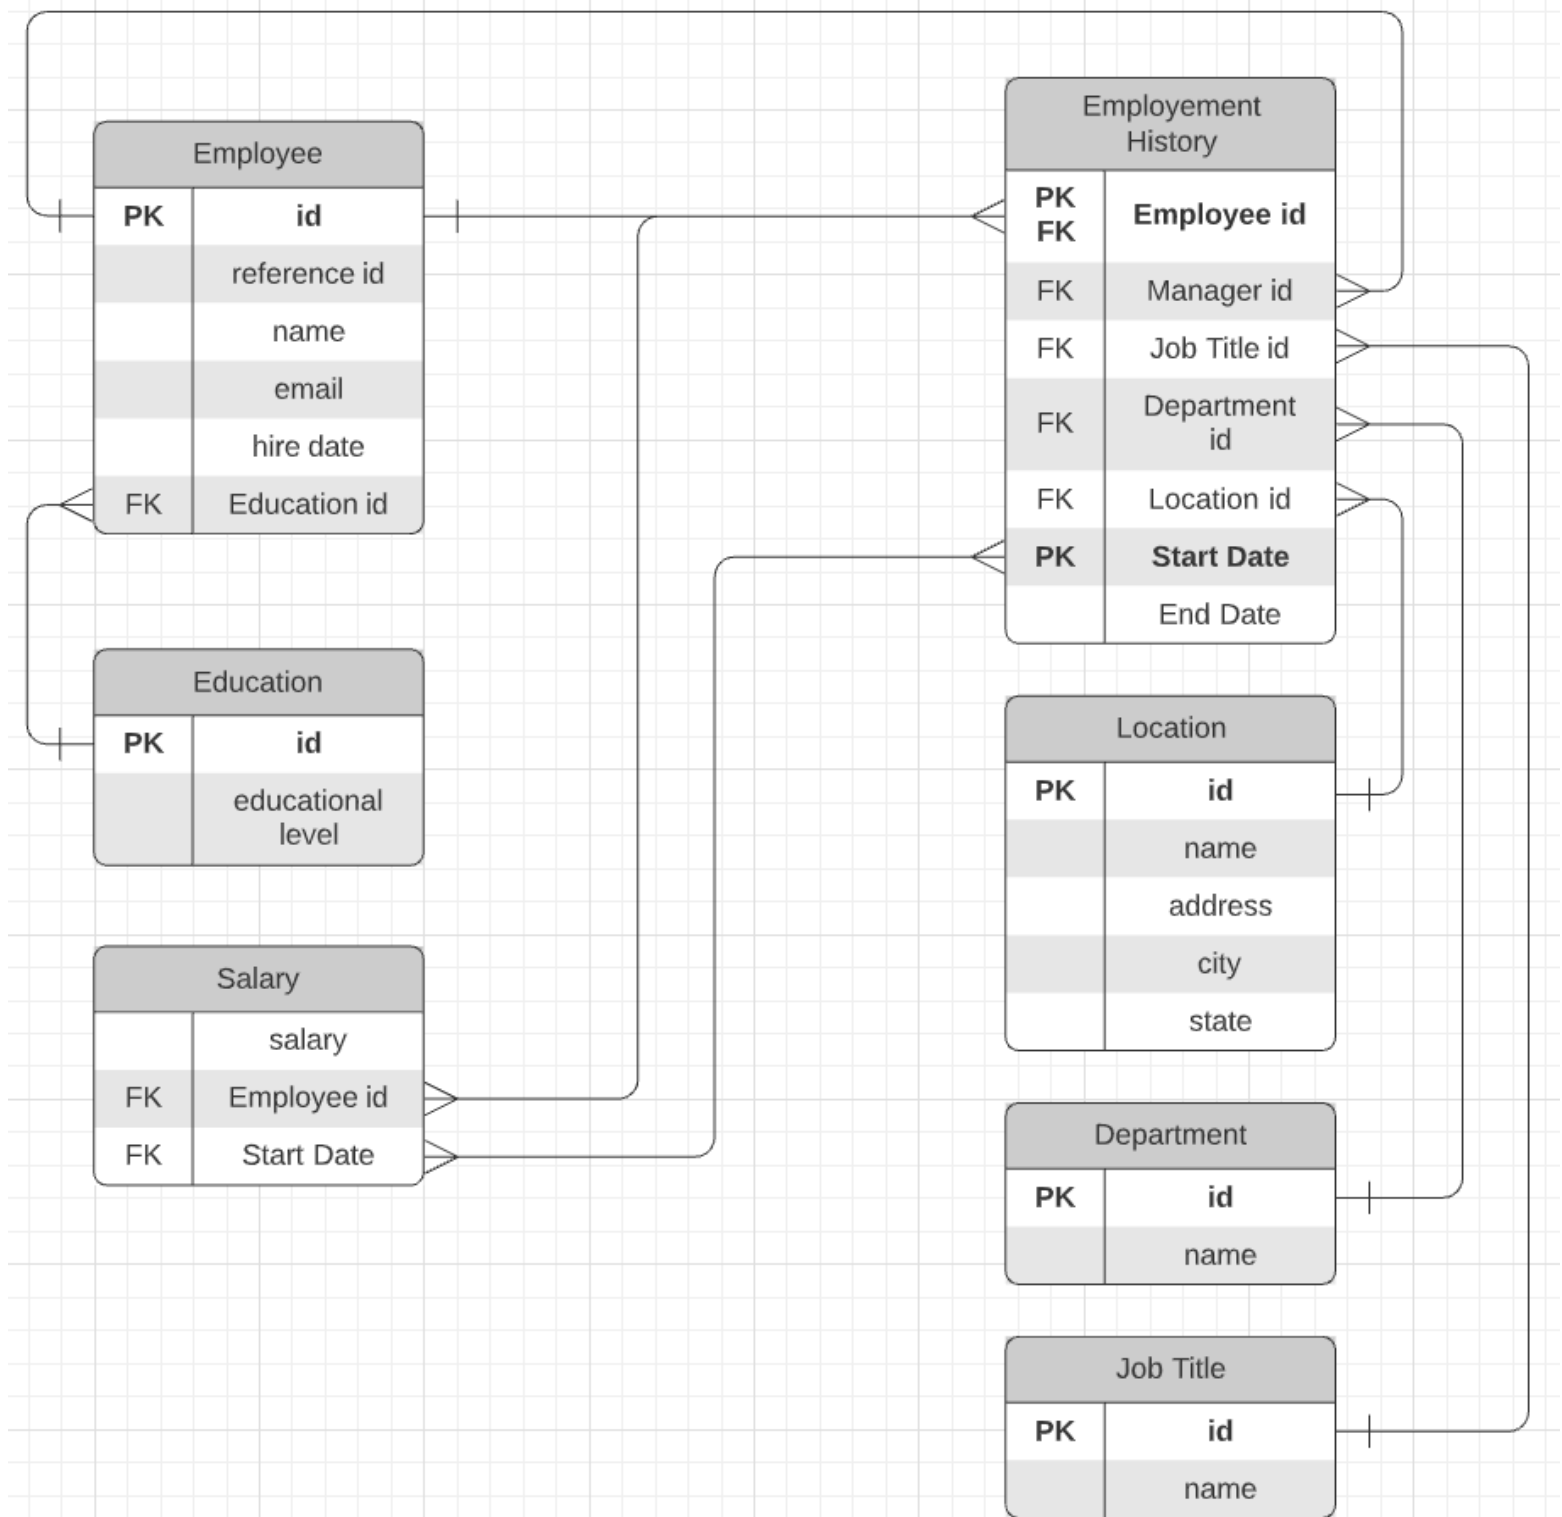 Employee
PK id
reference id
name
email
hire date
FK Education id
Education
PK id
educational
level
Salary
salary
FK Employee id
FK Start Date
Employement
History
PK
FK
Employee id
FK Manager id
FK Job Title id
FK Department
id
FK Location id
PK Start Date
End Date
Location
PK id
name
address
city
state
Department
PK id
name
Job Title
PK id
name